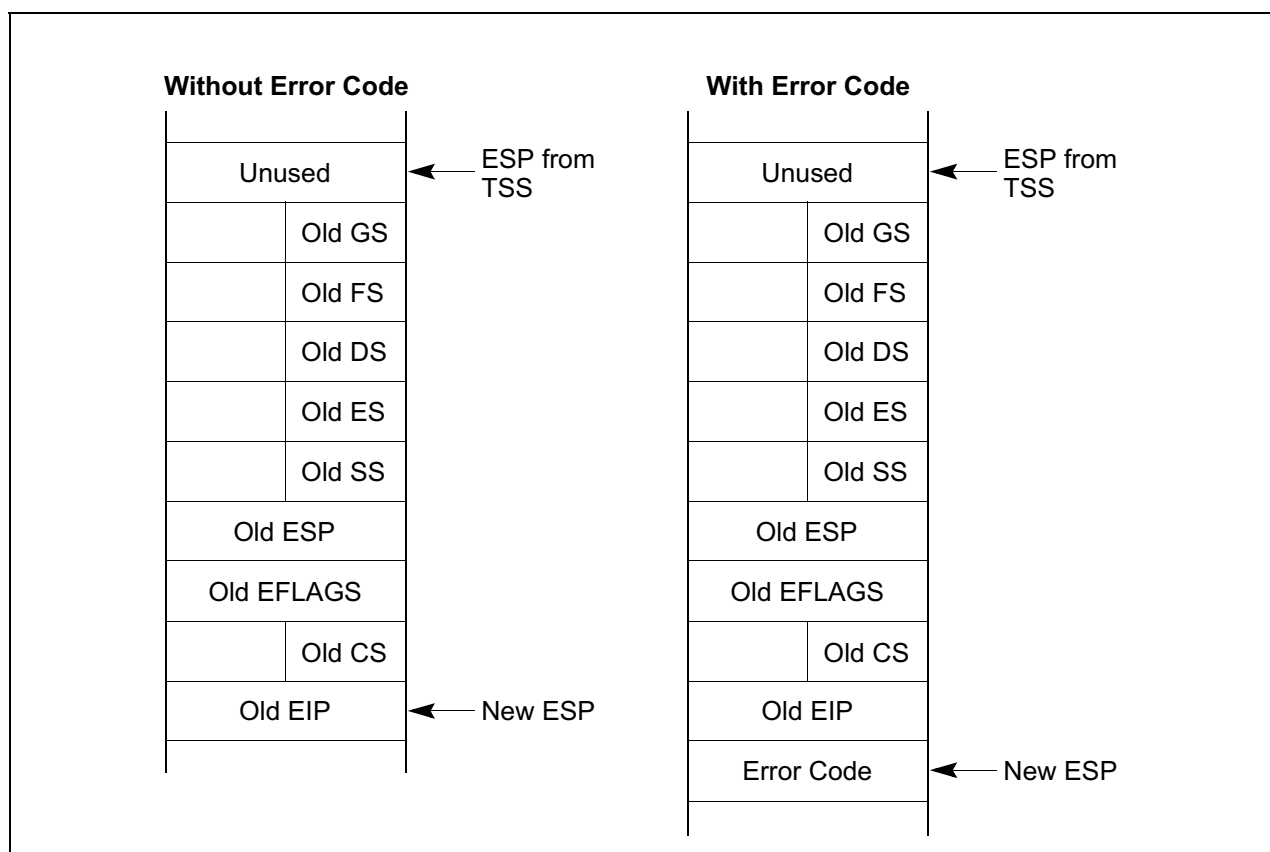 Without Error Code
Unused
ESP from
TSS
Old GS
Old FS
Old DS
Old ES
Old SS
Old ESP
Old EFLAGS
Old CS
Old EIP
New ESP
With Error Code
Unused
ESP from
TSS
Old GS
Old FS
Old DS
Old ES
Old SS
Old ESP
Old EFLAGS
Old CS
Old EIP
Error Code
New ESP